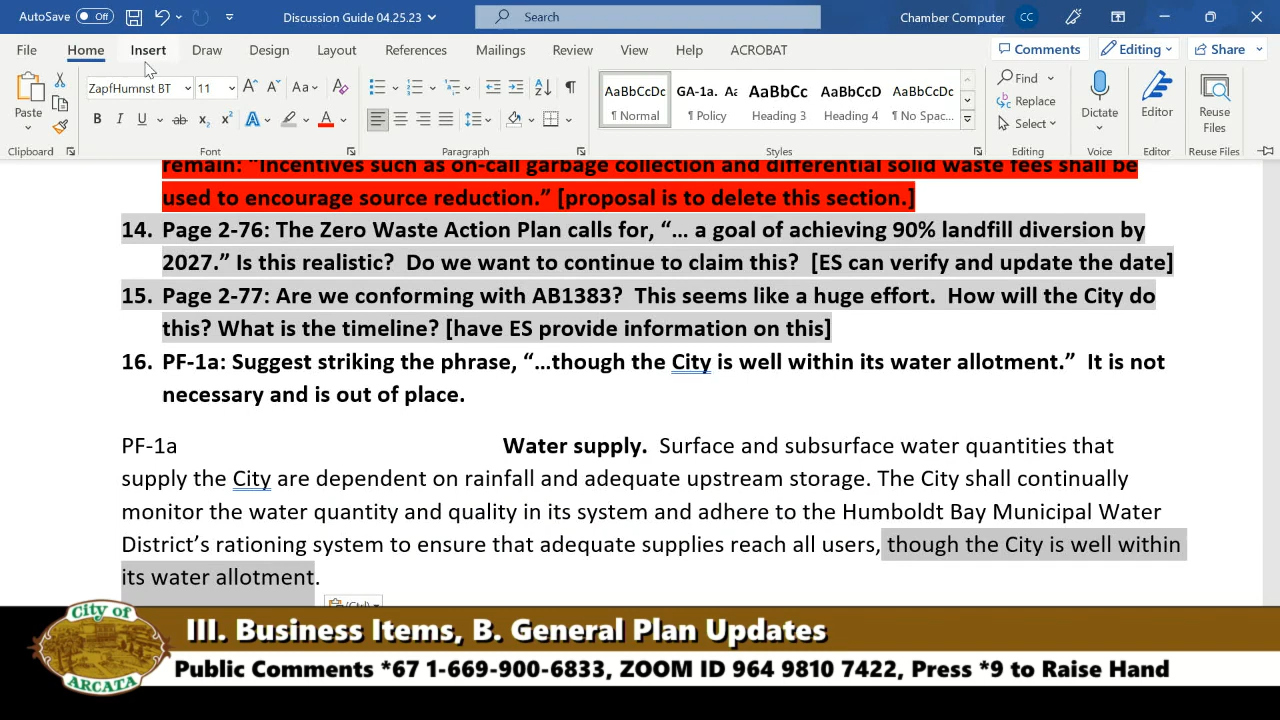 AutoSave Off Discussion Guide 04.25.23 Search Chamber Computer CC
File Home Insert Draw Design Layout References Mailings Review View Help ACROBAT Comments Editing Share
Paste ZapfHumnst BT 11 Aa AaBbCcDc GA-1a. Aa AaBbCc AaBbCcD AaBbCcDc Find Replace Select Dictate Editor Reuse Files
¶ Normal ¶ Policy Heading 3 Heading 4 ¶ No Spac...
Clipboard Font Paragraph Styles Editing Voice Editor Reuse Files
remain: “Incentives such as on-call garbage collection and differential solid waste fees shall be
used to encourage source reduction.” [proposal is to delete this section.]
14. Page 2-76: The Zero Waste Action Plan calls for, “… a goal of achieving 90% landfill diversion by
2027.” Is this realistic? Do we want to continue to claim this? [ES can verify and update the date]
15. Page 2-77: Are we conforming with AB1383? This seems like a huge effort. How will the City do
this? What is the timeline? [have ES provide information on this]
16. PF-1a: Suggest striking the phrase, “…though the City is well within its water allotment.” It is not
necessary and is out of place.
PF-1a Water supply. Surface and subsurface water quantities that
supply the City are dependent on rainfall and adequate upstream storage. The City shall continually
monitor the water quantity and quality in its system and adhere to the Humboldt Bay Municipal Water
District’s rationing system to ensure that adequate supplies reach all users, though the City is well within
its water allotment.
(Ctrl)
City of
ARCATA
III. Business Items, B. General Plan Updates
Public Comments *67 1-669-900-6833, ZOOM ID 964 9810 7422, Press *9 to Raise Hand